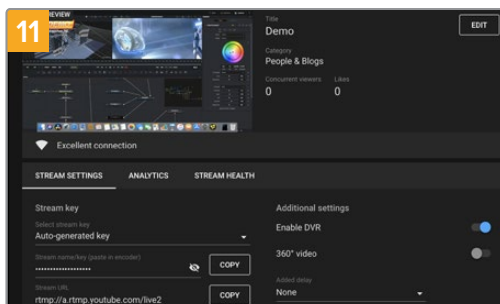 11
REVIEW
Title
Demo
EDIT
Category
People & Blogs
Concurrent viewers Likes
0 0
Excellent connection
STREAM SETTINGS ANALYTICS STREAM HEALTH
Stream key
Additional settings
Select stream key
Auto-generated key
Enable DVR
360° video
Stream name/key (paste in encoder)
•••••••••••••••••• COPY
Added delay
None
Stream URL
rtmp://a.rtmp.youtube.com/live2 COPY